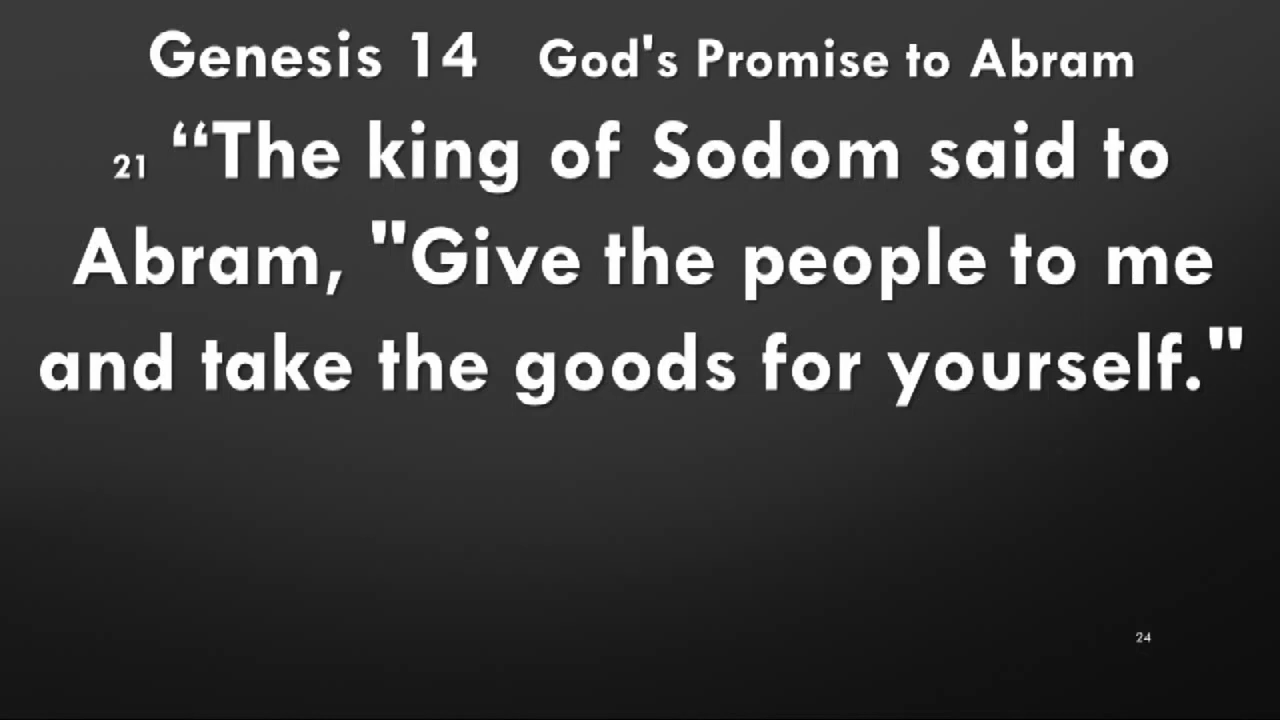 Genesis 14 God's Promise to Abram
21 “The king of Sodom said to
Abram, "Give the people to me
and take the goods for yourself."
24